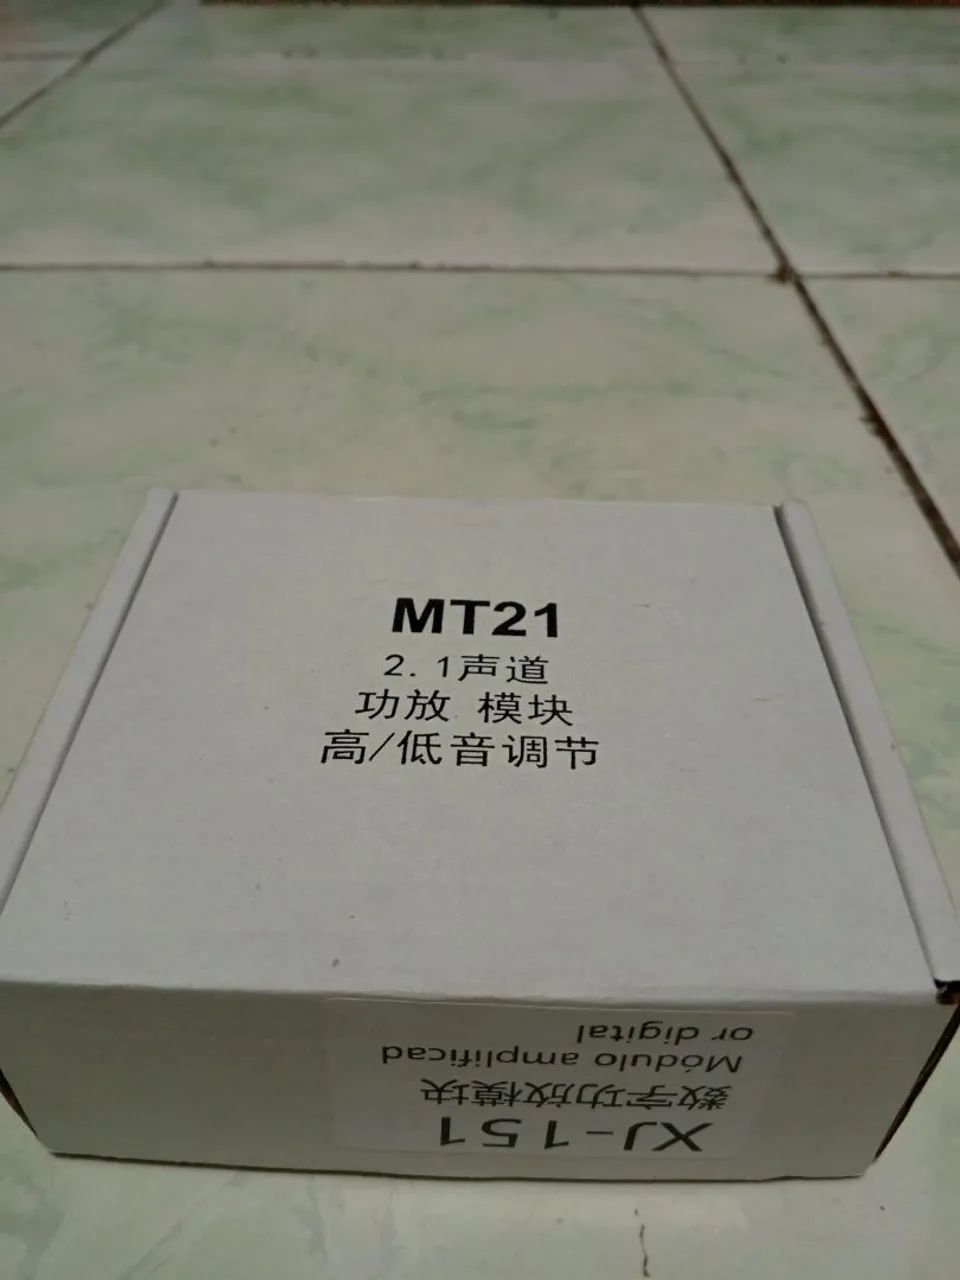 MT21
2.1声道
功放 模块
高/低音调节
XJ-151
数字功放模块
Módulo amplificad
or digital